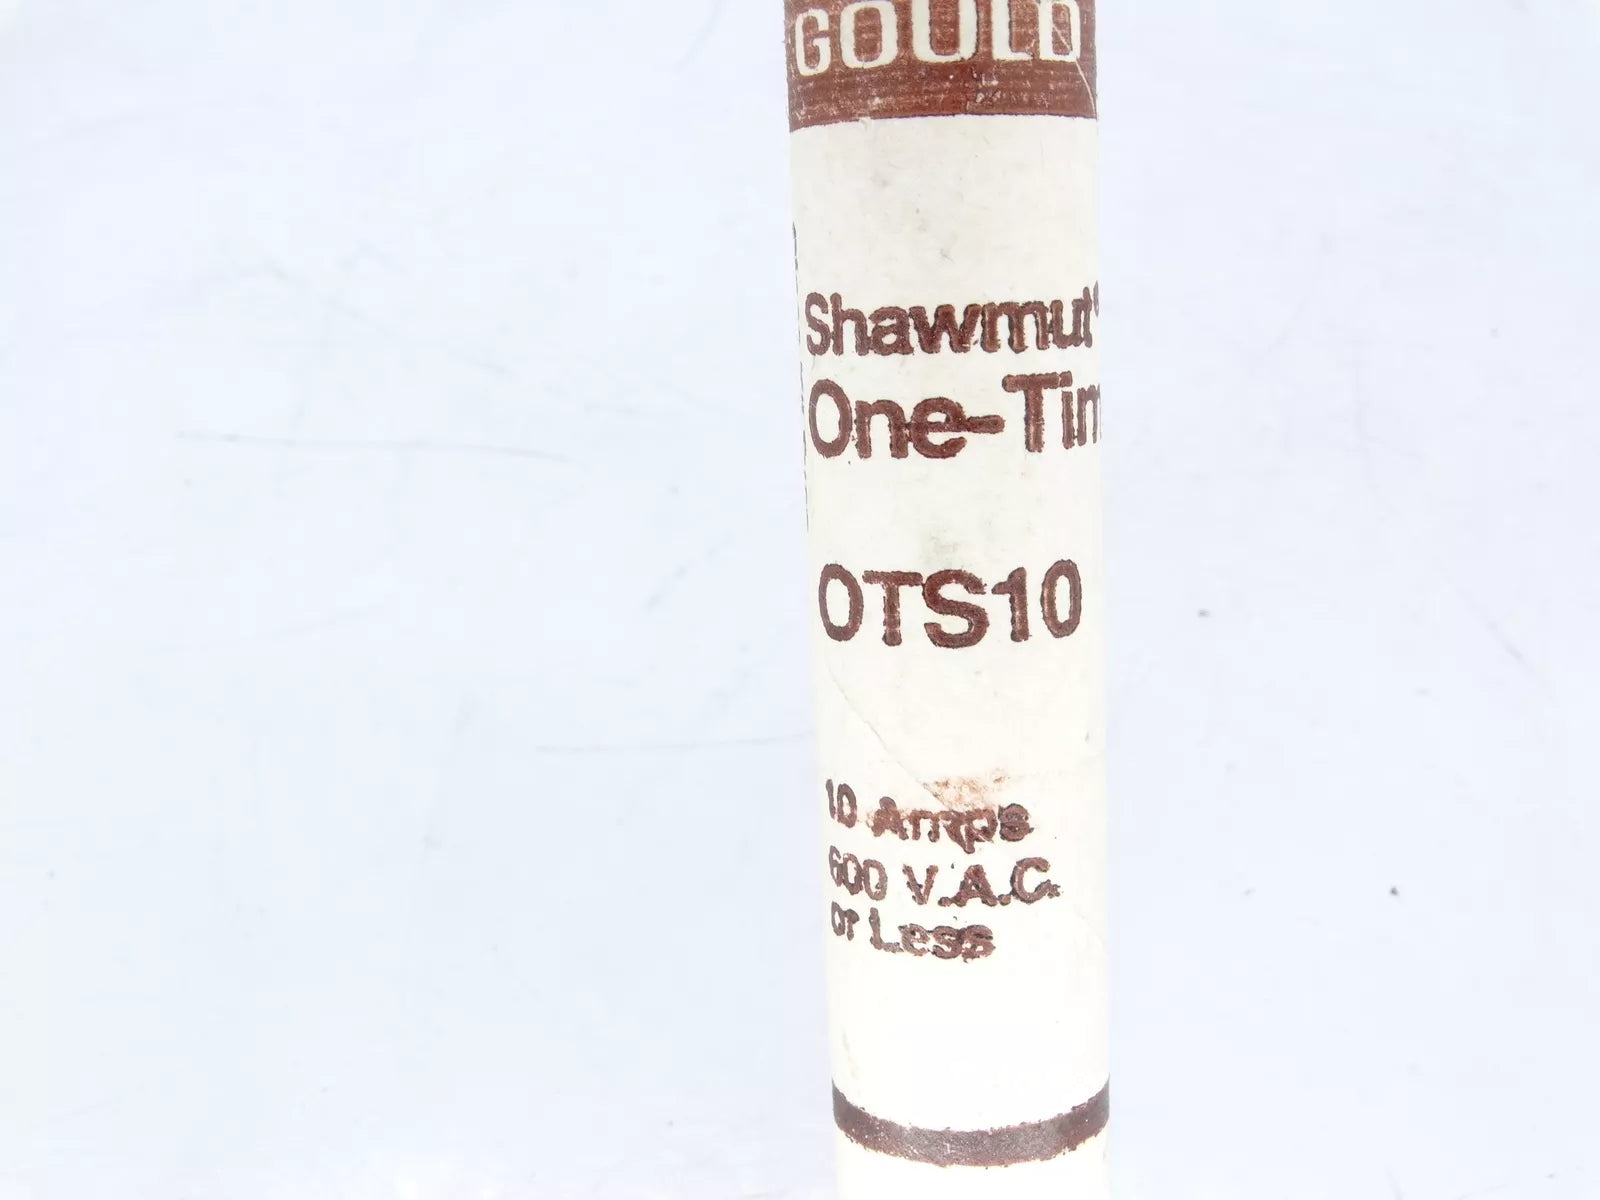 GOULD
Shawmut®
One-Tim
OTS10
10 Amps
600 V.A.C.
or Less